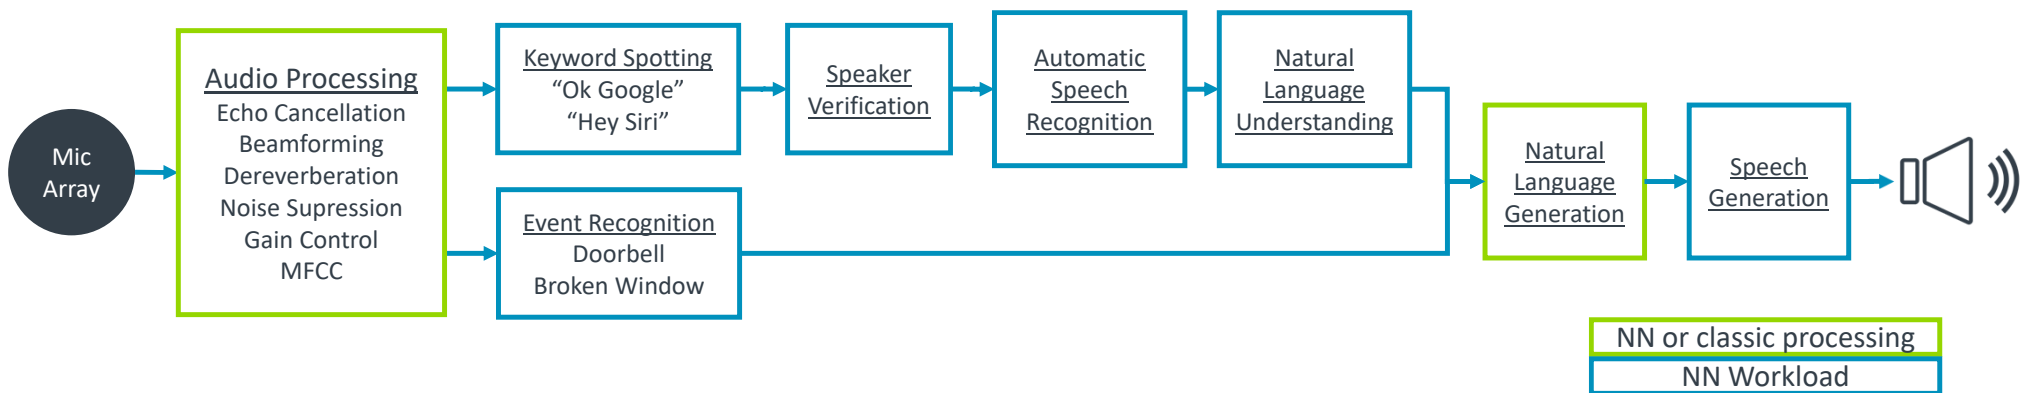 Mic
Array
Audio Processing
Echo Cancellation
Beamforming
Dereverberation
Noise Supression
Gain Control
MFCC
Keyword Spotting
“Ok Google”
“Hey Siri”
Event Recognition
Doorbell
Broken Window
Speaker
Verification
Automatic
Speech
Recognition
Natural
Language
Understanding
Natural
Language
Generation
Speech
Generation
NN or classic processing
NN Workload